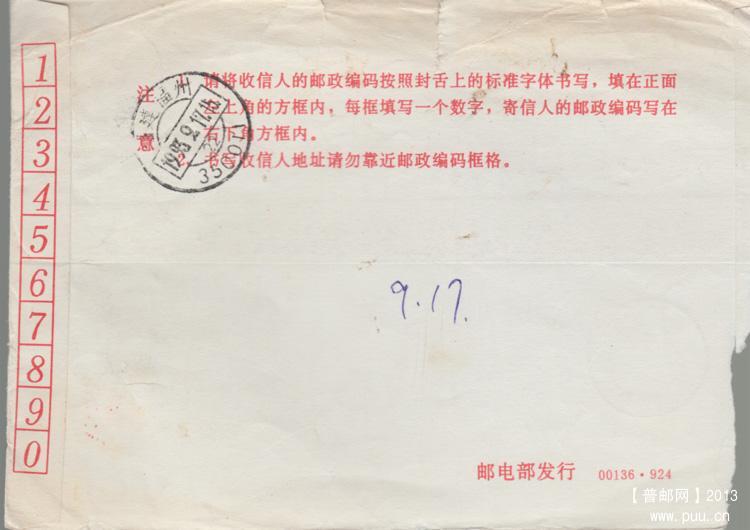 1
2
3
4
5
6
7
8
9
0
注意
1. 请将收信人的邮政编码按照封舌上的标准字体书写，填在正面
左上角的方框内，每框填写一个数字，寄信人的邮政编码写在
右下角方框内。
2. 书写收信人地址请勿靠近邮政编码框格。
福州
350001
9.17.
邮电部发行 00136·924
【普邮网】2013
www.puu.cn